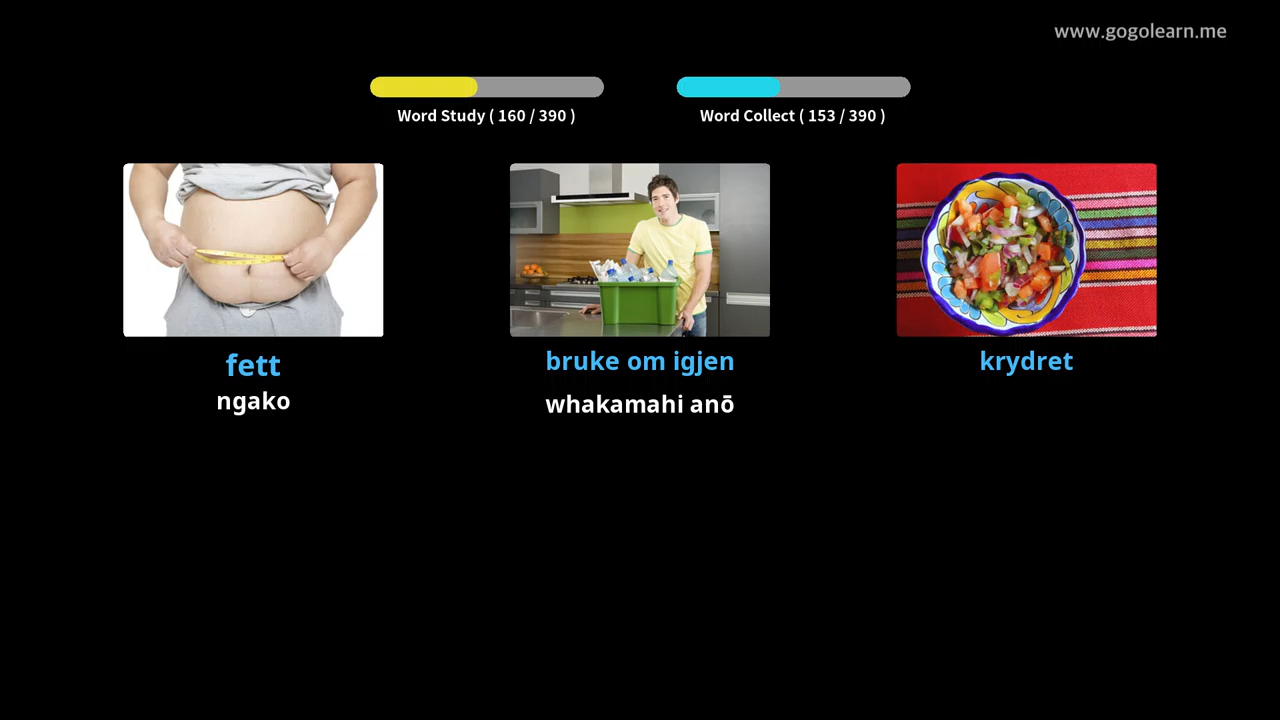 www.gogolearn.me
Word Study ( 160 / 390 )
Word Collect ( 153 / 390 )
fett
ngako
bruke om igjen
whakamahi anō
krydret